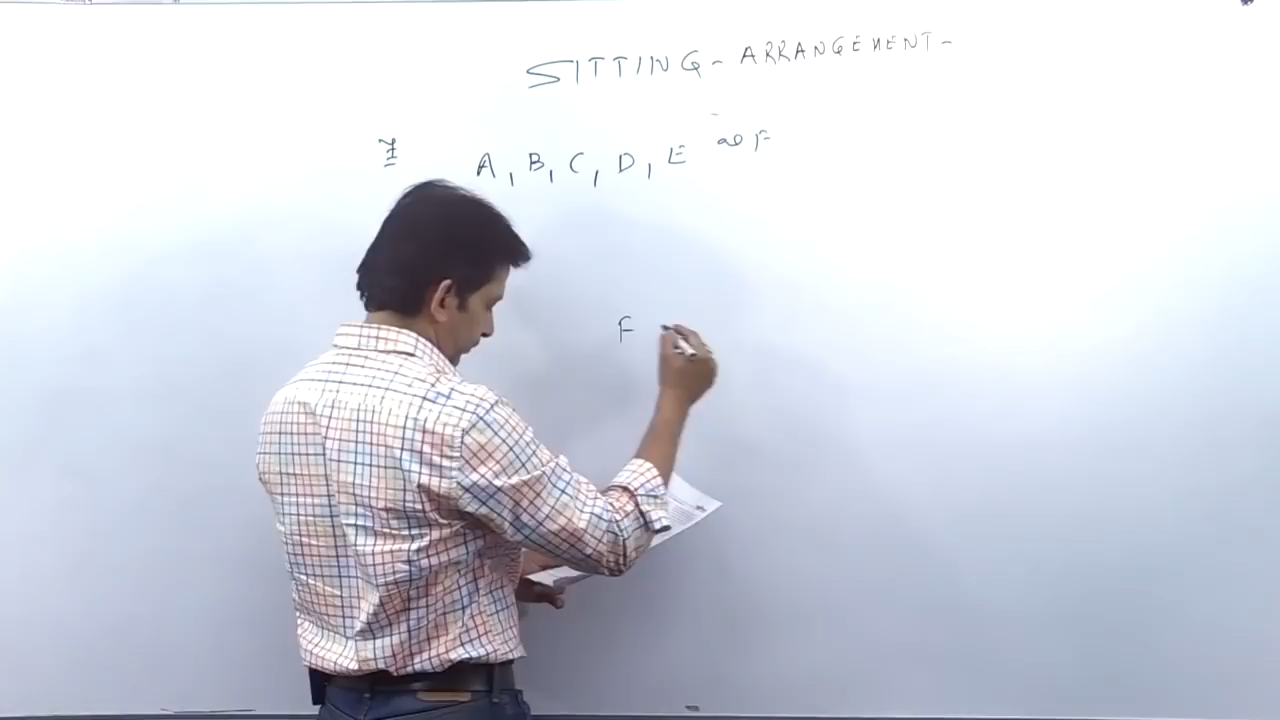 SITTING - ARRANGEMENT -
A, B, C, D, E F
F